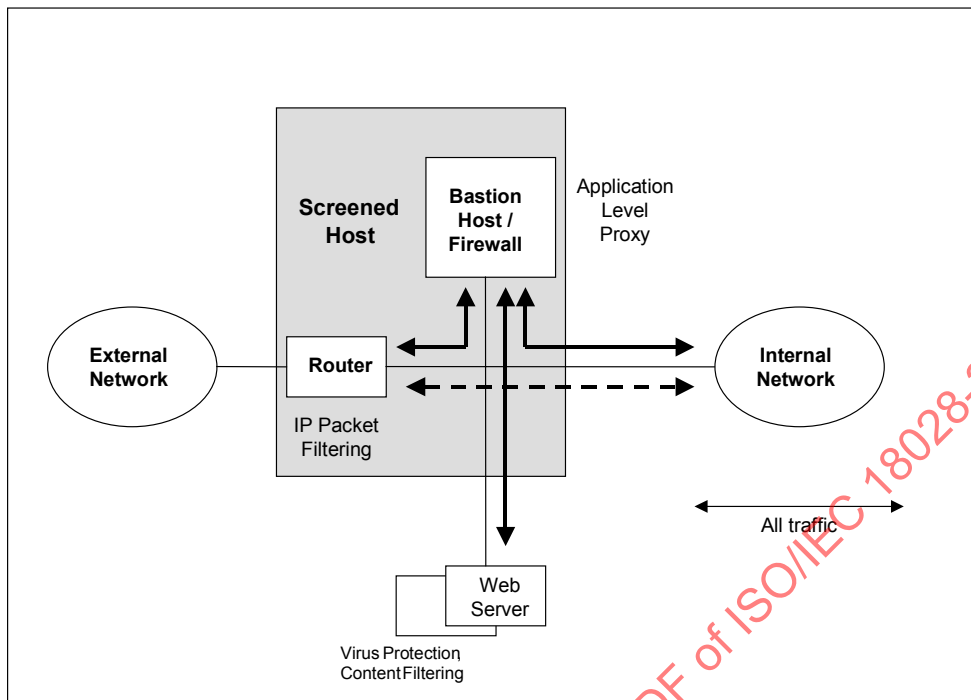 Screened
Host
Bastion
Host /
Firewall
Application
Level
Proxy
External
Network
Router
Internal
Network
IP Packet
Filtering
All traffic
Web
Server
Virus Protection,
Content Filtering
PDF of ISO/IEC 18028-